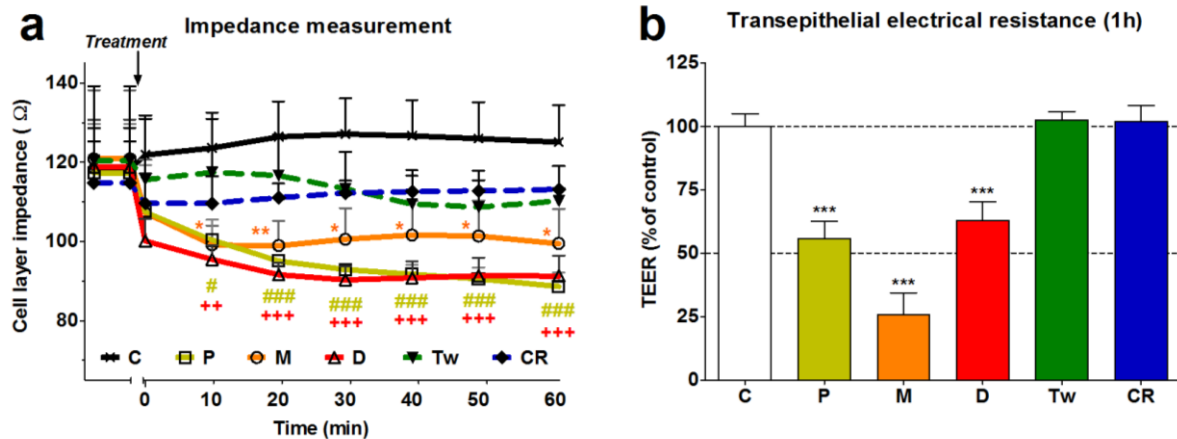 a
Impedance measurement
Treatment
Cell layer impedance ( Ω)
140
120
100
80
* ** * * * *
# ### ### ### ### ###
++ +++ +++ +++ +++ +++
C P M D Tw CR
0 10 20 30 40 50 60
Time (min)
b
Transepithelial electrical resistance (1h)
TEER (% of control)
125
100
75
50
25
0
*** *** ***
C P M D Tw CR